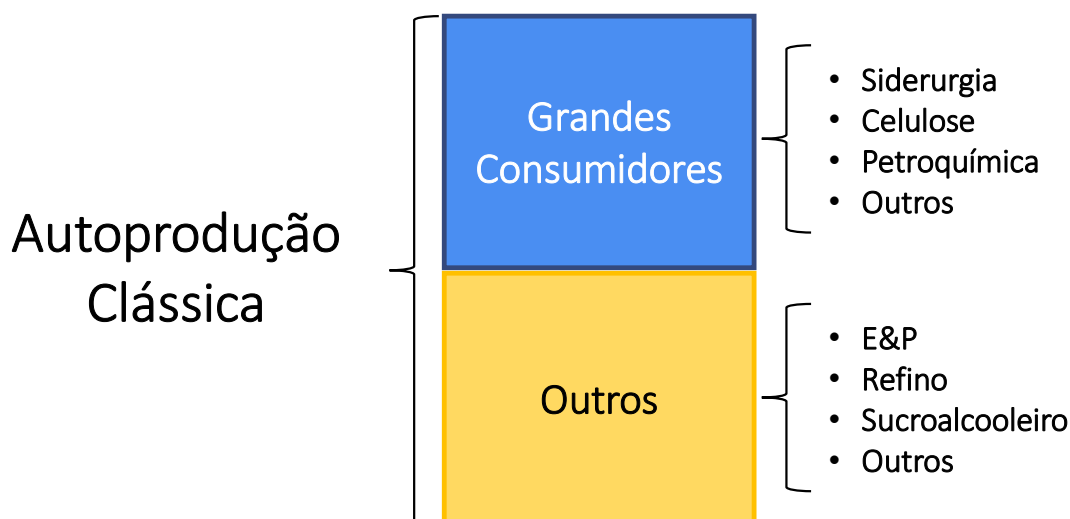 Autoprodução
Clássica
Grandes
Consumidores
• Siderurgia
• Celulose
• Petroquímica
• Outros
Outros
• E&P
• Refino
• Sucroalcooleiro
• Outros